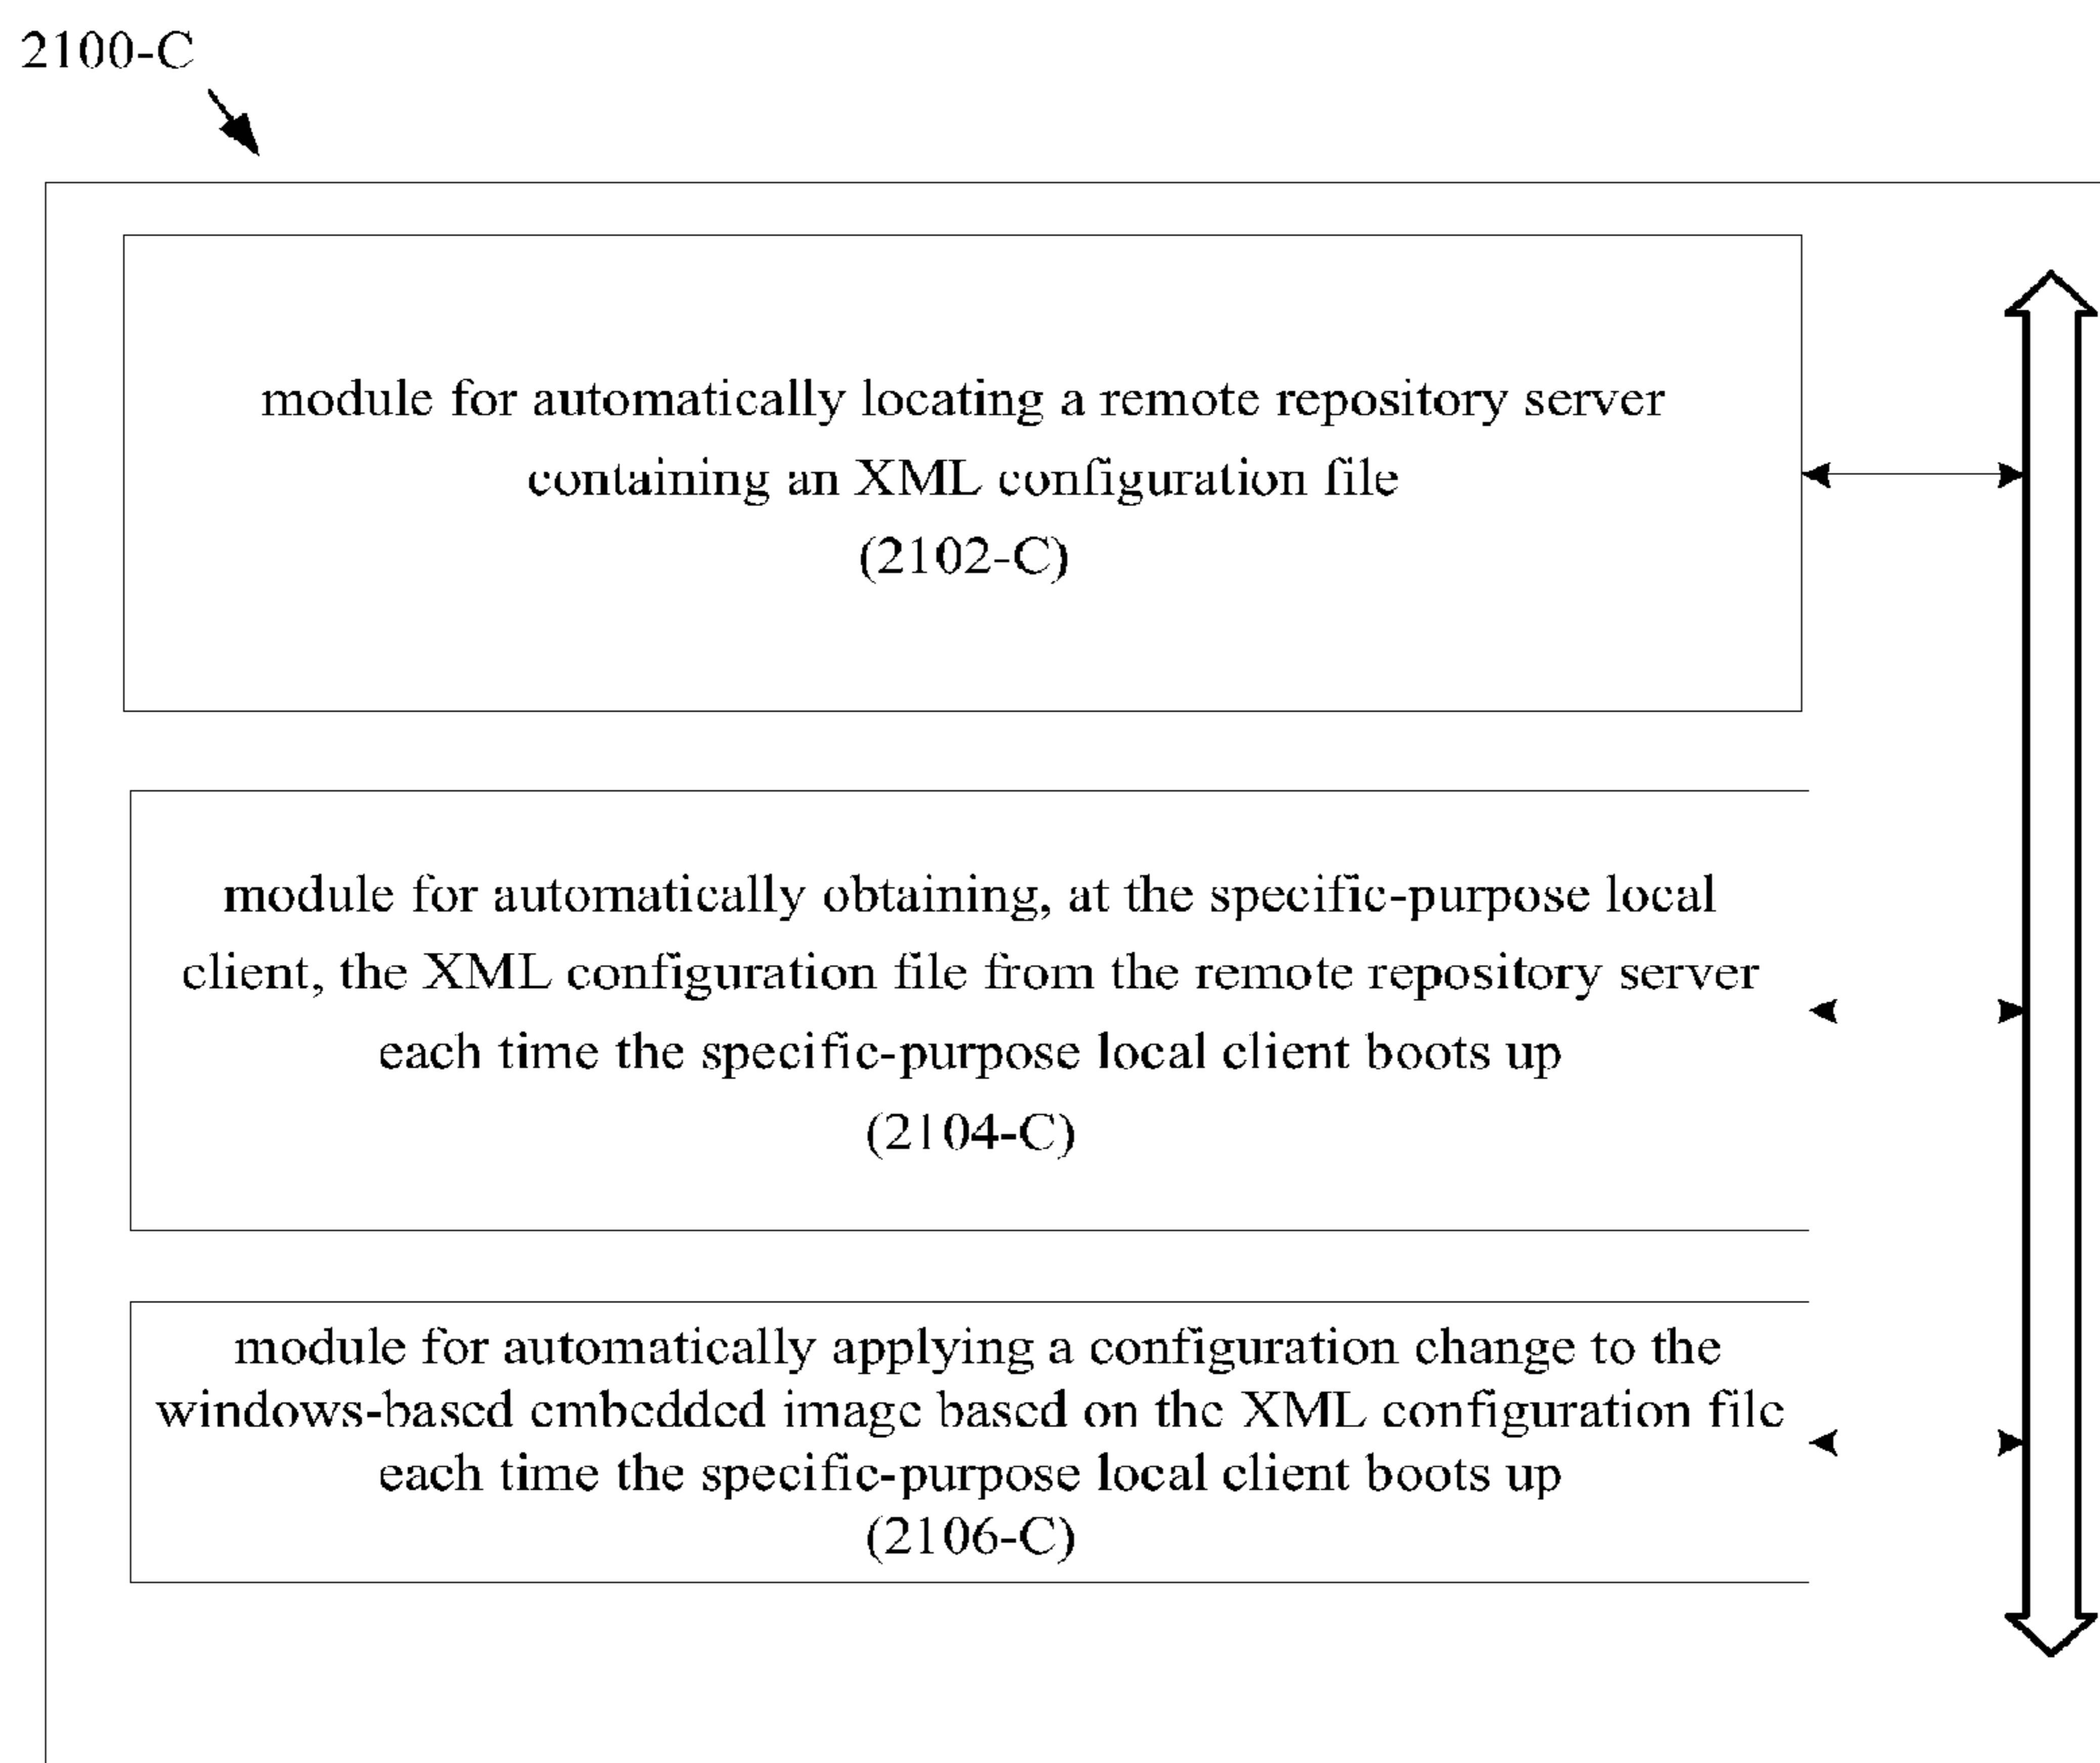 2100-C
module for automatically locating a remote repository server
containing an XML configuration file
(2102-C)
module for automatically obtaining, at the specific-purpose local
client, the XML configuration file from the remote repository server
each time the specific-purpose local client boots up
(2104-C)
module for automatically applying a configuration change to the
windows-based embedded image based on the XML configuration file
each time the specific-purpose local client boots up
(2106-C)